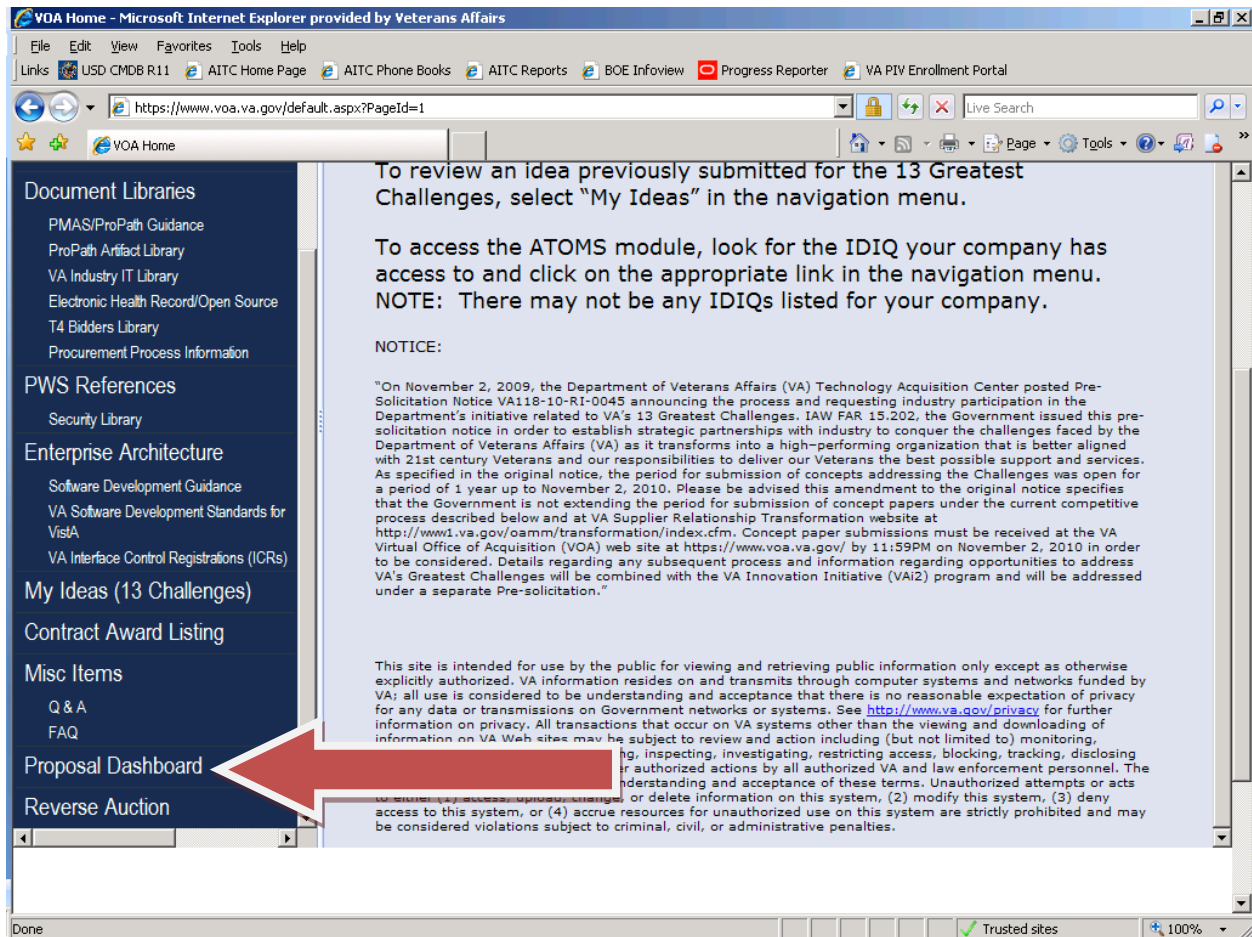 VOA Home - Microsoft Internet Explorer provided by Veterans Affairs
File Edit View Favorites Tools Help
Links USD CMDB R11 AITC Home Page AITC Phone Books AITC Reports BOE Infoview Progress Reporter VA PIV Enrollment Portal
https://www.voa.va.gov/default.aspx?PageId=1 Live Search
VOA Home Page Tools
Document Libraries
PMAS/ProPath Guidance
ProPath Artifact Library
VA Industry IT Library
Electronic Health Record/Open Source
T4 Bidders Library
Procurement Process Information
PWS References
Security Library
Enterprise Architecture
Software Development Guidance
VA Software Development Standards for
VistA
VA Interface Control Registrations (ICRs)
My Ideas (13 Challenges)
Contract Award Listing
Misc Items
Q & A
FAQ
Proposal Dashboard
Reverse Auction
To review an idea previously submitted for the 13 Greatest
Challenges, select "My Ideas" in the navigation menu.
To access the ATOMS module, look for the IDIQ your company has
access to and click on the appropriate link in the navigation menu.
NOTE: There may not be any IDIQs listed for your company.
NOTICE:
"On November 2, 2009, the Department of Veterans Affairs (VA) Technology Acquisition Center posted Pre-
Solicitation Notice VA118-10-RI-0045 announcing the process and requesting industry participation in the
Department's initiative related to VA's 13 Greatest Challenges. IAW FAR 15.202, the Government issued this pre-
solicitation notice in order to establish strategic partnerships with industry to conquer the challenges faced by the
Department of Veterans Affairs (VA) as it transforms into a high-performing organization that is better aligned
with 21st century Veterans and our responsibilities to deliver our Veterans the best possible support and services.
As specified in the original notice, the period for submission of concepts addressing the Challenges was open for
a period of 1 year up to November 2, 2010. Please be advised this amendment to the original notice specifies
that the Government is not extending the period for submission of concept papers under the current competitive
process described below and at VA Supplier Relationship Transformation website at
http://www1.va.gov/oamm/transformation/index.cfm. Concept paper submissions must be received at the VA
Virtual Office of Acquisition (VOA) web site at https://www.voa.va.gov/ by 11:59PM on November 2, 2010 in order
to be considered. Details regarding any subsequent process and information regarding opportunities to address
VA's Greatest Challenges will be combined with the VA Innovation Initiative (VAi2) program and will be addressed
under a separate Pre-solicitation."
This site is intended for use by the public for viewing and retrieving public information only except as otherwise
explicitly authorized. VA information resides on and transmits through computer systems and networks funded by
VA; all use is considered to be understanding and acceptance that there is no reasonable expectation of privacy
for any data or transmissions on Government networks or systems. See http://www.va.gov/privacy for further
information on privacy. All transactions that occur on VA systems other than the viewing and downloading of
information on VA Web sites may be subject to review and action including (but not limited to) monitoring,
inspecting, investigating, restricting access, blocking, tracking, disclosing
authorized actions by all authorized VA and law enforcement personnel. The
understanding and acceptance of these terms. Unauthorized attempts or acts
to either (1) access, upload, change, or delete information on this system, (2) modify this system, (3) deny
access to this system, or (4) accrue resources for unauthorized use on this system are strictly prohibited and may
be considered violations subject to criminal, civil, or administrative penalties.
Done Trusted sites 100%